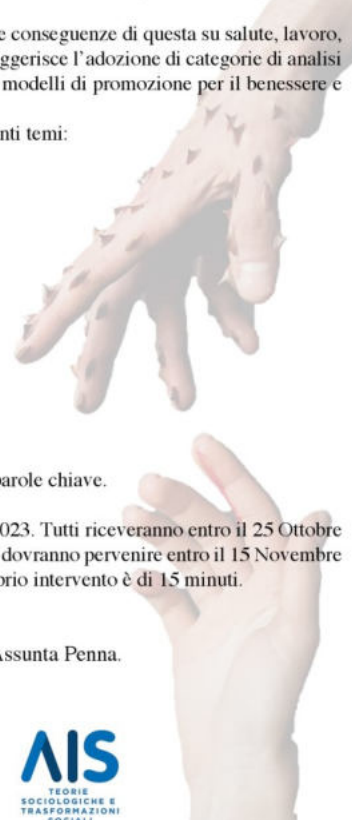 e conseguenze di questa su salute, lavoro,
ggerisce l'adozione di categorie di analisi
modelli di promozione per il benessere e
nti temi:
parole chiave.
023. Tutti riceveranno entro il 25 Ottobre
dovranno pervenire entro il 15 Novembre
prio intervento è di 15 minuti.
Assunta Penna.
AIS
TEORIE
SOCIOLOGICHE E
TRASFORMAZIONI
SOCIALI